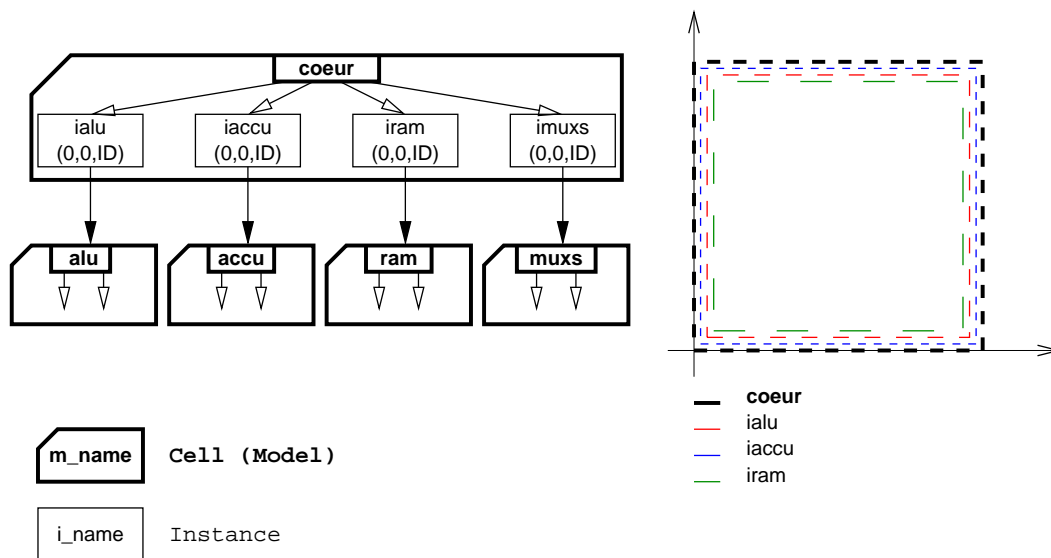 coeur
ialu
(0,0,ID)
iaccu
(0,0,ID)
iram
(0,0,ID)
imuxs
(0,0,ID)
alu
accu
ram
muxs
coeur
ialu
iaccu
iram
m_name
Cell (Model)
i_name
Instance